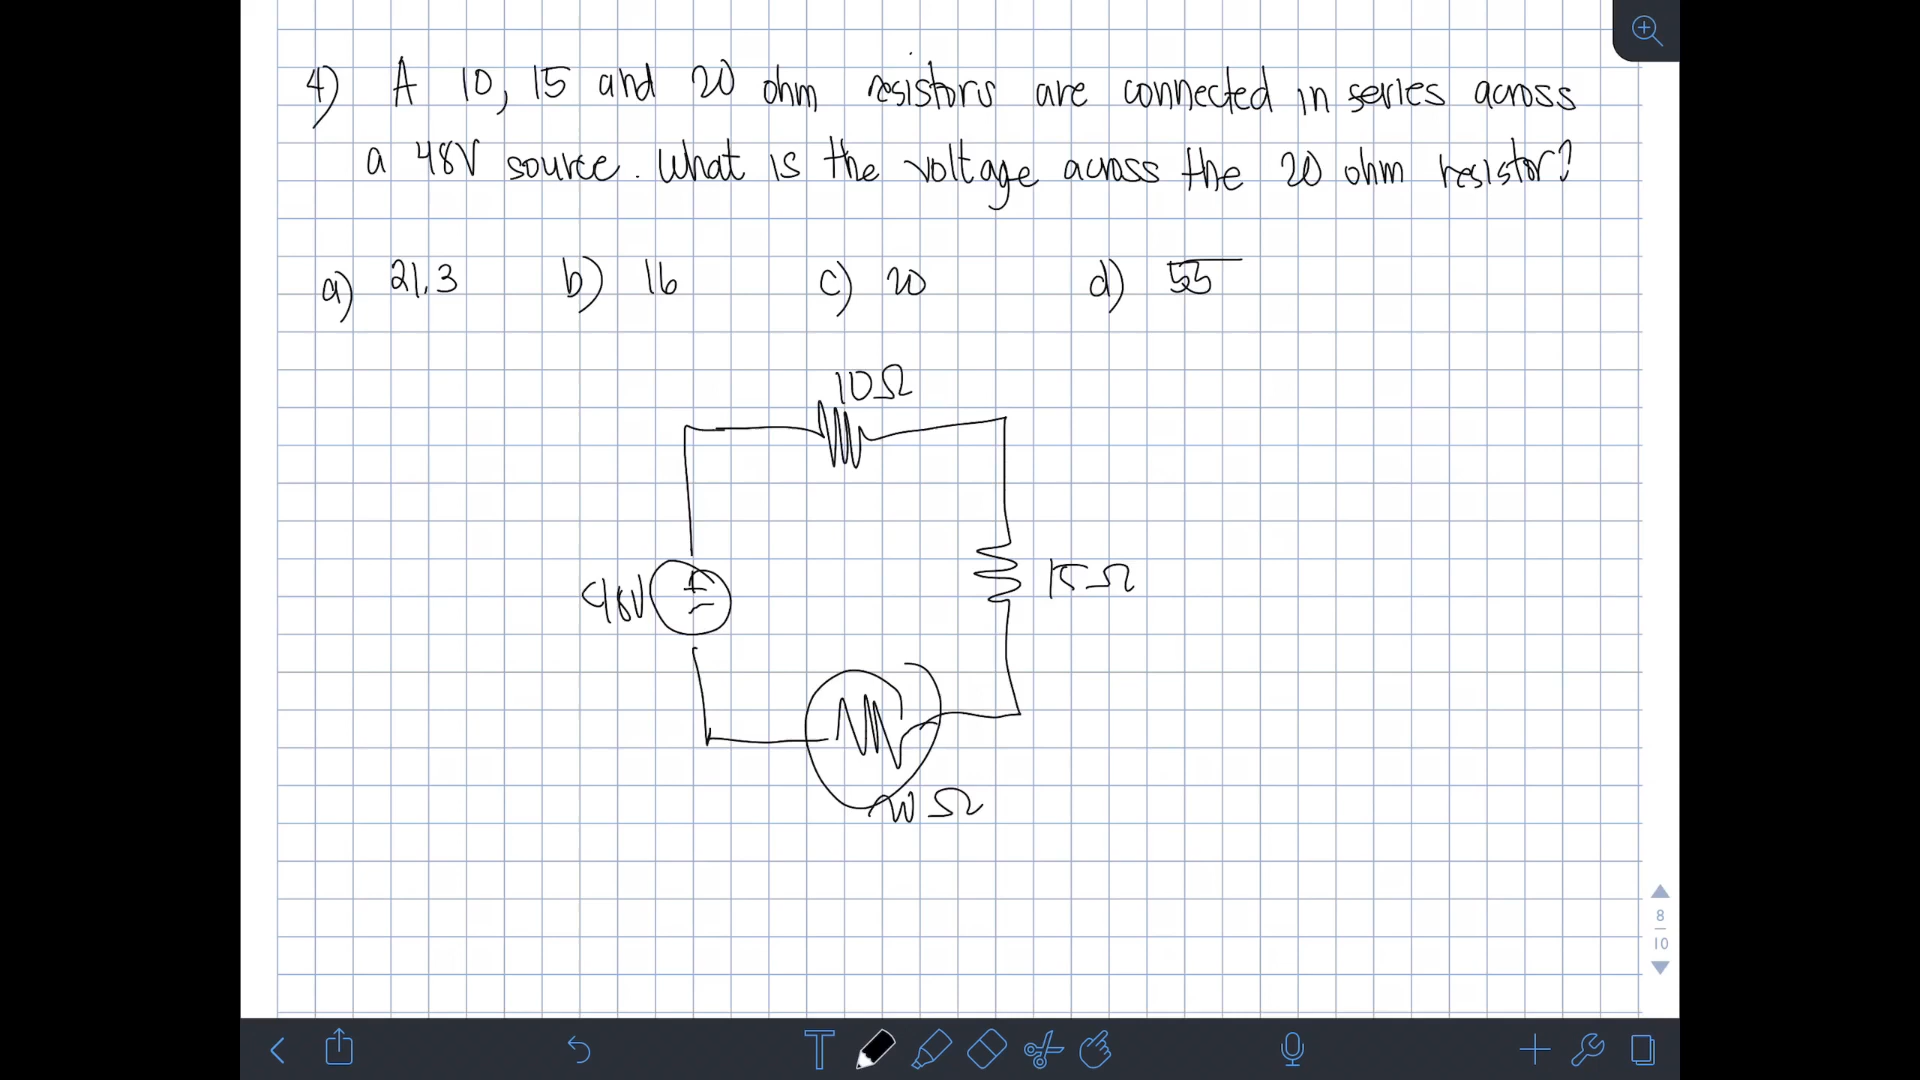 4) A 10, 15 and 20 ohm resistors are connected in series across
a 48V source. What is the voltage across the 20 ohm resistor?
a) 21.3 b) 16 c) 20 d) 53
10Ω
48V
15Ω
20Ω
8
10
T